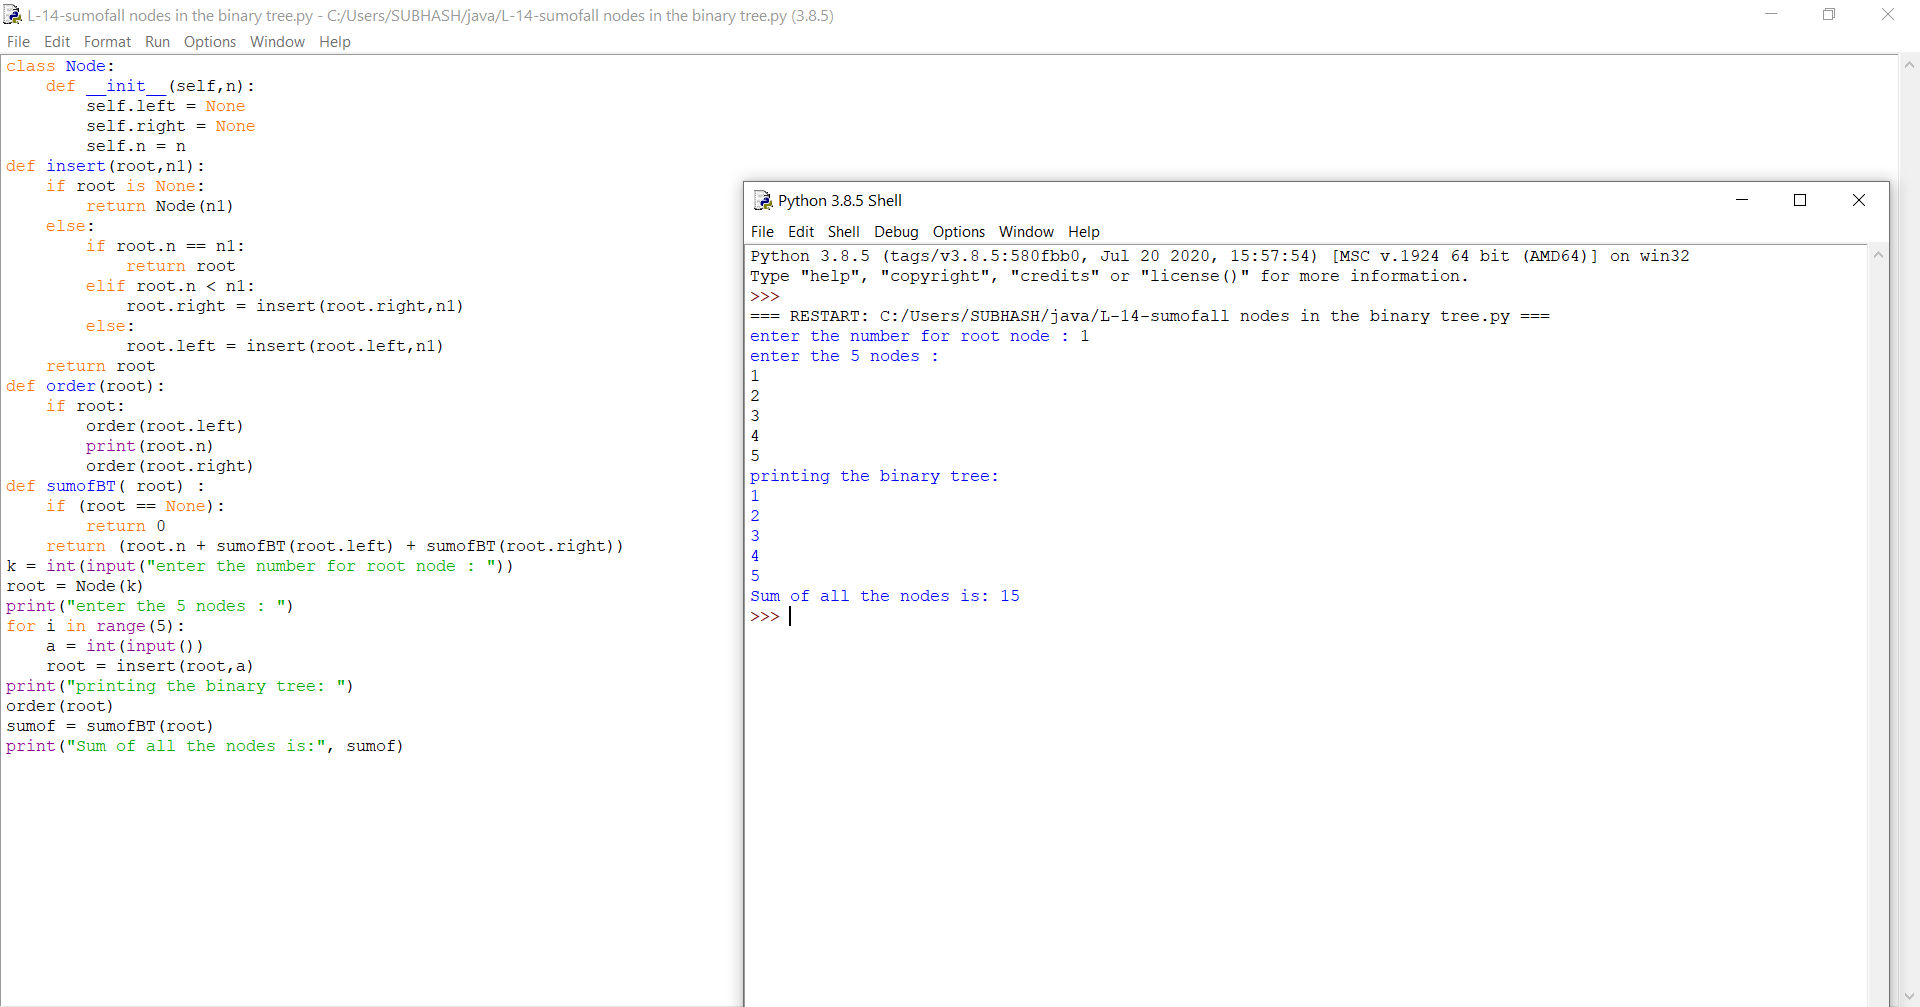 L-14-sumofall nodes in the binary tree.py - C:/Users/SUBHASH/java/L-14-sumofall nodes in the binary tree.py (3.8.5)
File Edit Format Run Options Window Help
class Node:
    def __init__(self,n):
        self.left = None
        self.right = None
        self.n = n
def insert(root,n1):
    if root is None:
        return Node(n1)
    else:
        if root.n == n1:
            return root
        elif root.n < n1:
            root.right = insert(root.right,n1)
        else:
            root.left = insert(root.left,n1)
    return root
def order(root):
    if root:
        order(root.left)
        print(root.n)
        order(root.right)
def sumofBT( root) :
    if (root == None):
        return 0
    return (root.n + sumofBT(root.left) + sumofBT(root.right))
k = int(input("enter the number for root node : "))
root = Node(k)
print("enter the 5 nodes : ")
for i in range(5):
    a = int(input())
    root = insert(root,a)
print("printing the binary tree: ")
order(root)
sumof = sumofBT(root)
print("Sum of all the nodes is:", sumof)
Python 3.8.5 Shell
File Edit Shell Debug Options Window Help
Python 3.8.5 (tags/v3.8.5:580fbb0, Jul 20 2020, 15:57:54) [MSC v.1924 64 bit (AMD64)] on win32
Type "help", "copyright", "credits" or "license()" for more information.
>>>
=== RESTART: C:/Users/SUBHASH/java/L-14-sumofall nodes in the binary tree.py ===
enter the number for root node : 1
enter the 5 nodes :
1
2
3
4
5
printing the binary tree:
1
2
3
4
5
Sum of all the nodes is: 15
>>>